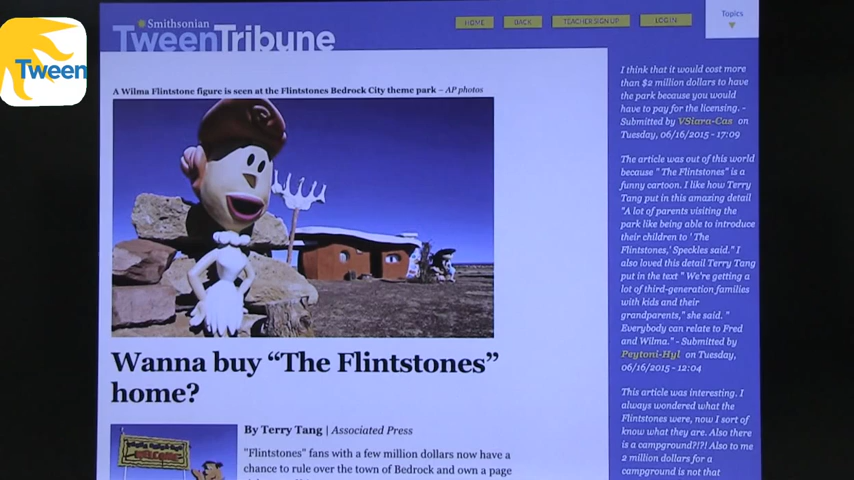 Tween
Smithsonian
TweenTribune
HOME
BACK
TEACHER SIGN UP
LOG IN
Topics
A Wilma Flintstone figure is seen at the Flintstones Bedrock City theme park – AP photos
Wanna buy “The Flintstones”
home?
By Terry Tang | Associated Press
"Flintstones" fans with a few million dollars now have a
chance to rule over the town of Bedrock and own a page
WELCOME
I think that it would cost more
than $2 million dollars to have
the park because you would
have to pay for the licensing. -
Submitted by VSiara-Cas on
Tuesday, 06/16/2015 - 17:09
The article was out of this world
because " The Flintstones" is a
funny cartoon. I like how Terry
Tang put in this amazing detail
"A lot of parents visiting the
park like being able to introduce
their children to ' The
Flintstones,' Speckles said." I
also loved this detail Terry Tang
put in the text " We're getting a
lot of third-generation families
with kids and their
grandparents," she said. "
Everybody can relate to Fred
and Wilma." - Submitted by
Peyton1-Hyl on Tuesday,
06/16/2015 - 12:04
This article was interesting. I
always wondered what the
Flintstones were, now I sort of
know what they are. Also there
is a campground?!?! Also to me
2 million dollars for a
campground is not that